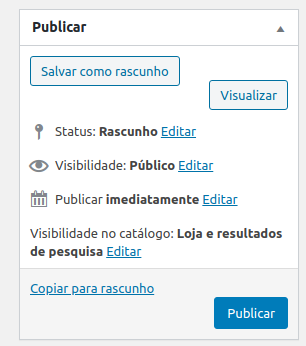 Publicar
Salvar como rascunho
Visualizar
Status: Rascunho Editar
Visibilidade: Público Editar
Publicar imediatamente Editar
Visibilidade no catálogo: Loja e resultados
de pesquisa Editar
Copiar para rascunho
Publicar